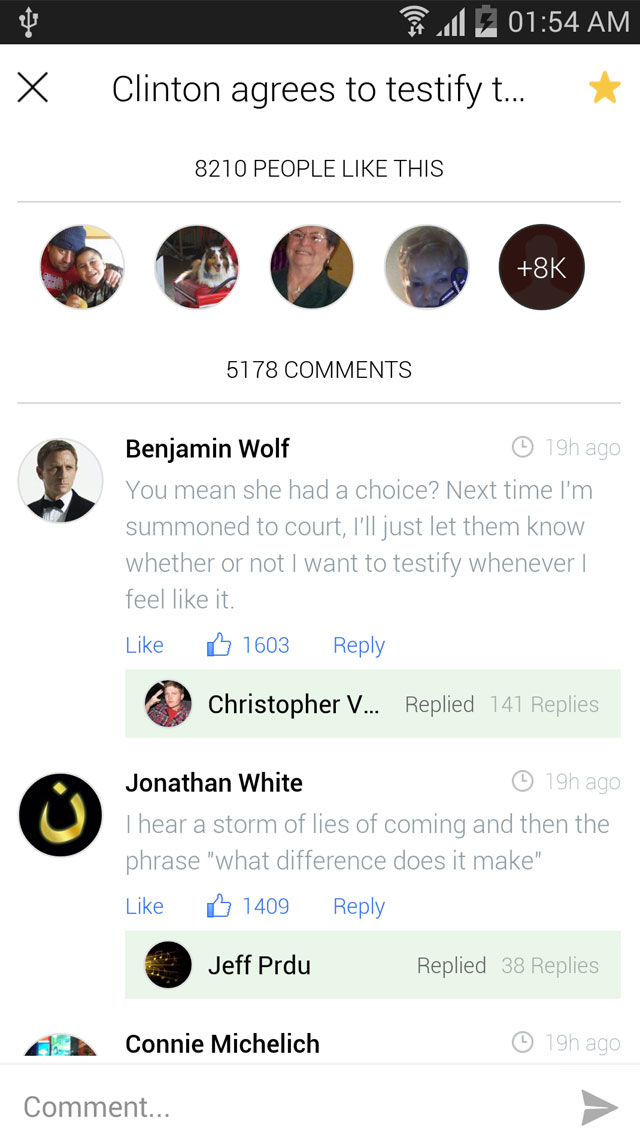 01:54 AM
Clinton agrees to testify t...
8210 PEOPLE LIKE THIS
+8K
5178 COMMENTS
Benjamin Wolf 19h ago
You mean she had a choice? Next time I'm
summoned to court, I'll just let them know
whether or not I want to testify whenever I
feel like it.
Like 1603 Reply
Christopher V... Replied 141 Replies
Jonathan White 19h ago
I hear a storm of lies of coming and then the
phrase "what difference does it make"
Like 1409 Reply
ن
Jeff Prdu Replied 38 Replies
Connie Michelich 19h ago
Comment...